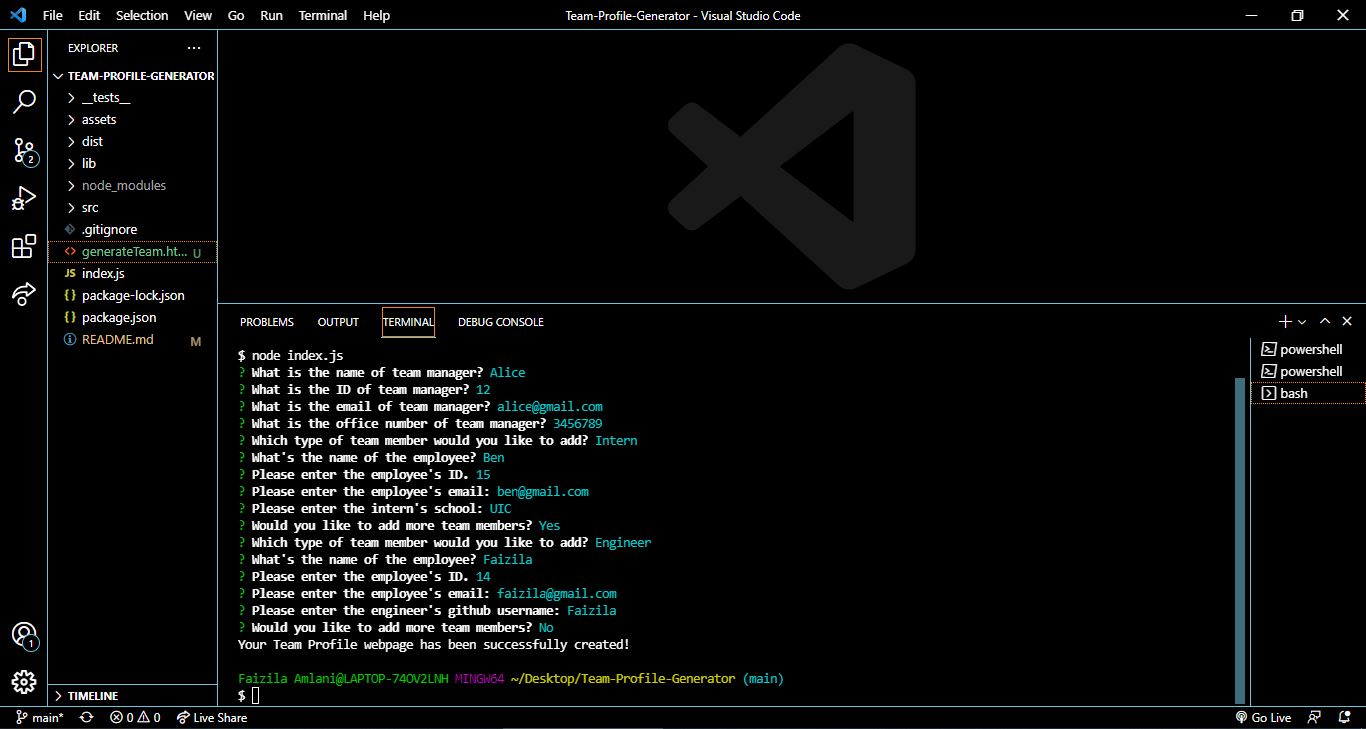 File Edit Selection View Go Run Terminal Help
Team-Profile-Generator - Visual Studio Code
EXPLORER
TEAM-PROFILE-GENERATOR
__tests__
assets
dist
lib
node_modules
src
.gitignore
generateTeam.ht... U
JS index.js
{} package-lock.json
{} package.json
README.md M
TIMELINE
2
1
PROBLEMS OUTPUT TERMINAL DEBUG CONSOLE
$ node index.js
? What is the name of team manager? Alice
? What is the ID of team manager? 12
? What is the email of team manager? alice@gmail.com
? What is the office number of team manager? 3456789
? Which type of team member would you like to add? Intern
? What's the name of the employee? Ben
? Please enter the employee's ID. 15
? Please enter the employee's email: ben@gmail.com
? Please enter the intern's school: UIC
? Would you like to add more team members? Yes
? Which type of team member would you like to add? Engineer
? What's the name of the employee? Faizila
? Please enter the employee's ID. 14
? Please enter the employee's email: faizila@gmail.com
? Please enter the engineer's github username: Faizila
? Would you like to add more team members? No
Your Team Profile webpage has been successfully created!
Faizila Amlani@LAPTOP-74OV2LNH MINGW64 ~/Desktop/Team-Profile-Generator (main)
$
powershell
powershell
bash
main* 0 0 Live Share
Go Live